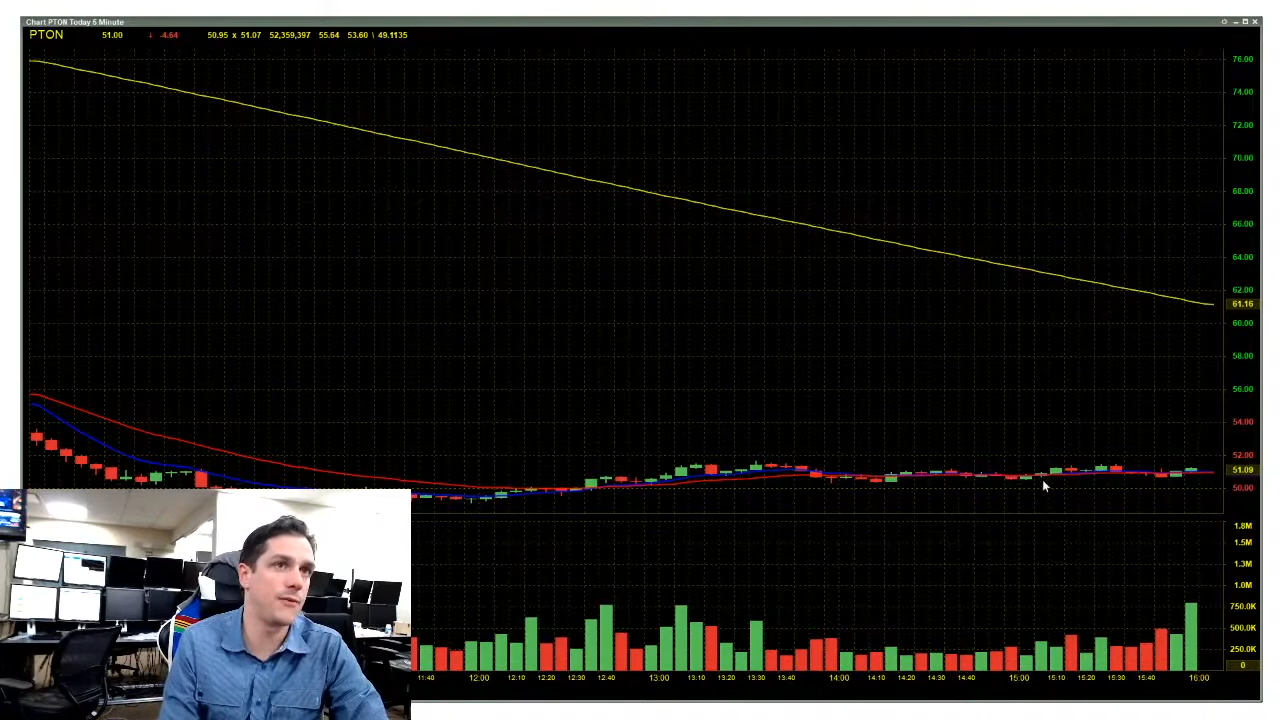 Chart PTON Today 5 Minute
PTON 51.00 ↓ -4.64 50.95 x 51.07 52,359,397 55.64 53.60 \ 49.1135
76.00
74.00
72.00
70.00
68.00
66.00
64.00
62.00
61.16
60.00
58.00
56.00
54.00
52.00
51.09
50.00
1.8M
1.5M
1.3M
1.0M
750.0K
500.0K
250.0K
0
11:40 12:00 12:10 12:20 12:30 12:40 13:00 13:10 13:20 13:30 13:40 14:00 14:10 14:20 14:30 14:40 15:00 15:10 15:20 15:30 15:40 16:00